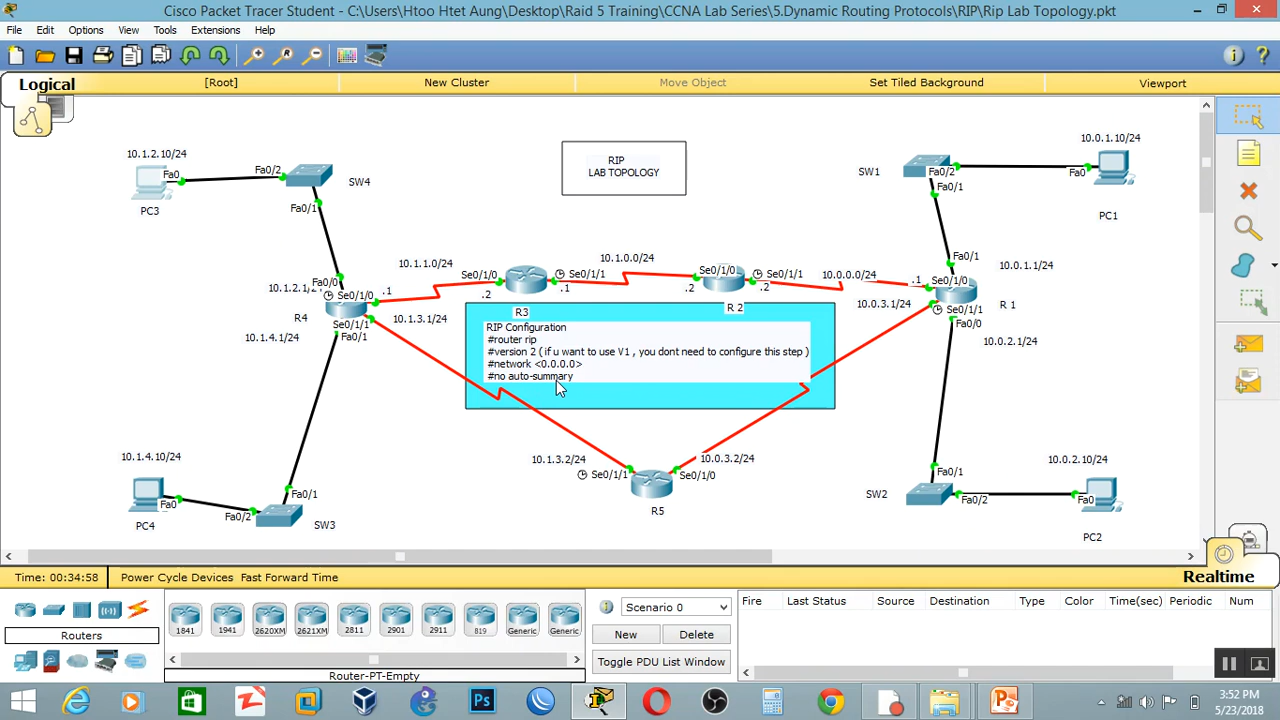 Cisco Packet Tracer Student - C:\Users\Htoo Htet Aung\Desktop\Raid 5 Training\CCNA Lab Series\5.Dynamic Routing Protocols\RIP\Rip Lab Topology.pkt
File Edit Options View Tools Extensions Help
Logical
[Root]
New Cluster
Move Object
Set Tiled Background
Viewport
RIP
LAB TOPOLOGY
10.1.2.10/24
Fa0
PC3
Fa0/2
SW4
Fa0/1
10.0.1.10/24
SW1
Fa0/2
Fa0/1
Fa0
PC1
10.1.1.0/24
Se0/1/0
Se0/1/1
10.1.0.0/24
Se0/1/0
Se0/1/1
10.0.0.0/24
.1
Fa0/1
Se0/1/0
10.0.1.1/24
Fa0/0
10.1.2.1/24
Se0/1/0
.1
.2
.1
.2
.2
10.0.3.1/24
Se0/1/1
R 1
R4
Se0/1/1
10.1.3.1/24
R3
R 2
Fa0/0
10.1.4.1/24
Fa0/1
10.0.2.1/24
RIP Configuration
#router rip
#version 2 ( if u want to use V1 , you dont need to configure this step )
#network <0.0.0.0>
#no auto-summary
10.1.4.10/24
Fa0
PC4
Fa0/2
Fa0/1
SW3
10.1.3.2/24
Se0/1/1
10.0.3.2/24
Se0/1/0
R5
10.0.2.10/24
Fa0/1
SW2
Fa0/2
Fa0
PC2
Time: 00:34:58 Power Cycle Devices Fast Forward Time
Realtime
Routers
1841 1941 2620XM 2621XM 2811 2901 2911 819 Generic Generic
Router-PT-Empty
Scenario 0
New Delete
Toggle PDU List Window
Fire Last Status Source Destination Type Color Time(sec) Periodic Num
3:52 PM
5/23/2018